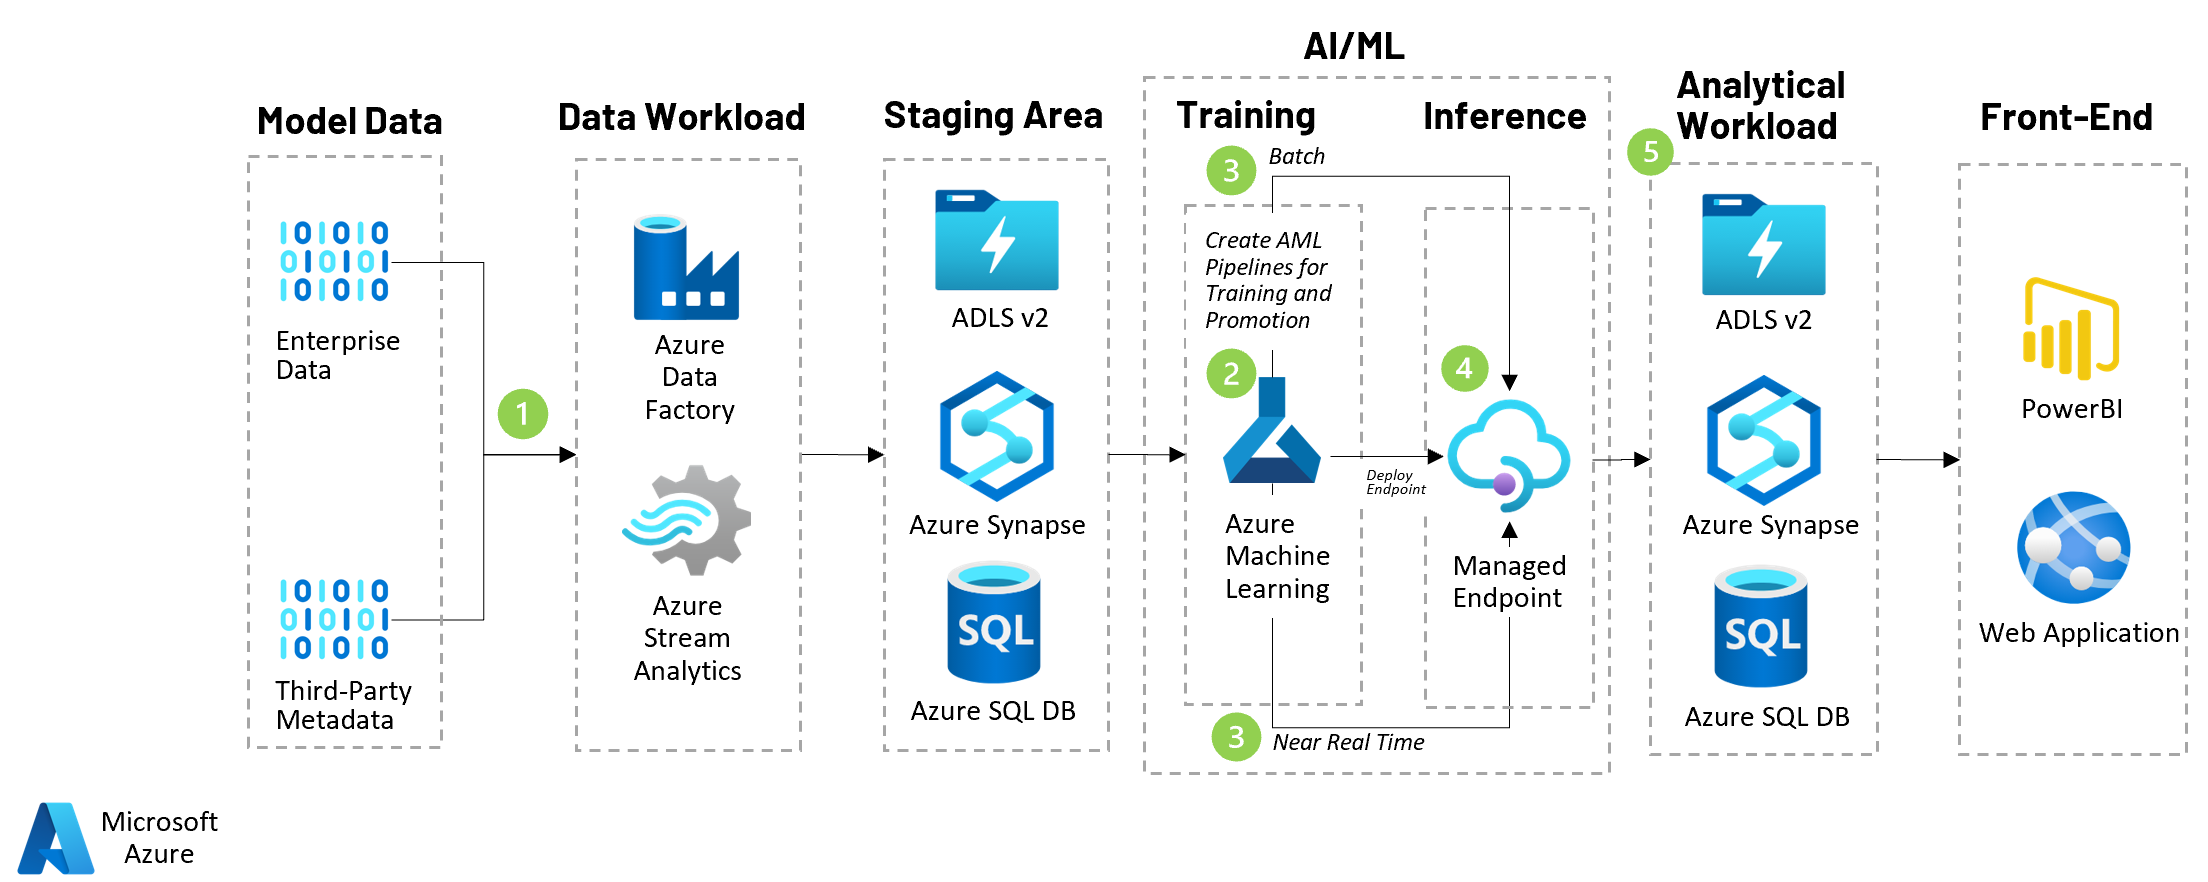 AI/ML
Model Data
Data Workload
Staging Area
Training
Inference
Analytical
Workload
Front-End
Enterprise
Data
Third-Party
Metadata
1
Azure
Data
Factory
Azure
Stream
Analytics
ADLS v2
Azure Synapse
SQL
Azure SQL DB
3
Batch
Create AML
Pipelines for
Training and
Promotion
2
Azure
Machine
Learning
Deploy
Endpoint
3
Near Real Time
4
Managed
Endpoint
5
ADLS v2
Azure Synapse
SQL
Azure SQL DB
PowerBI
Web Application
Microsoft
Azure